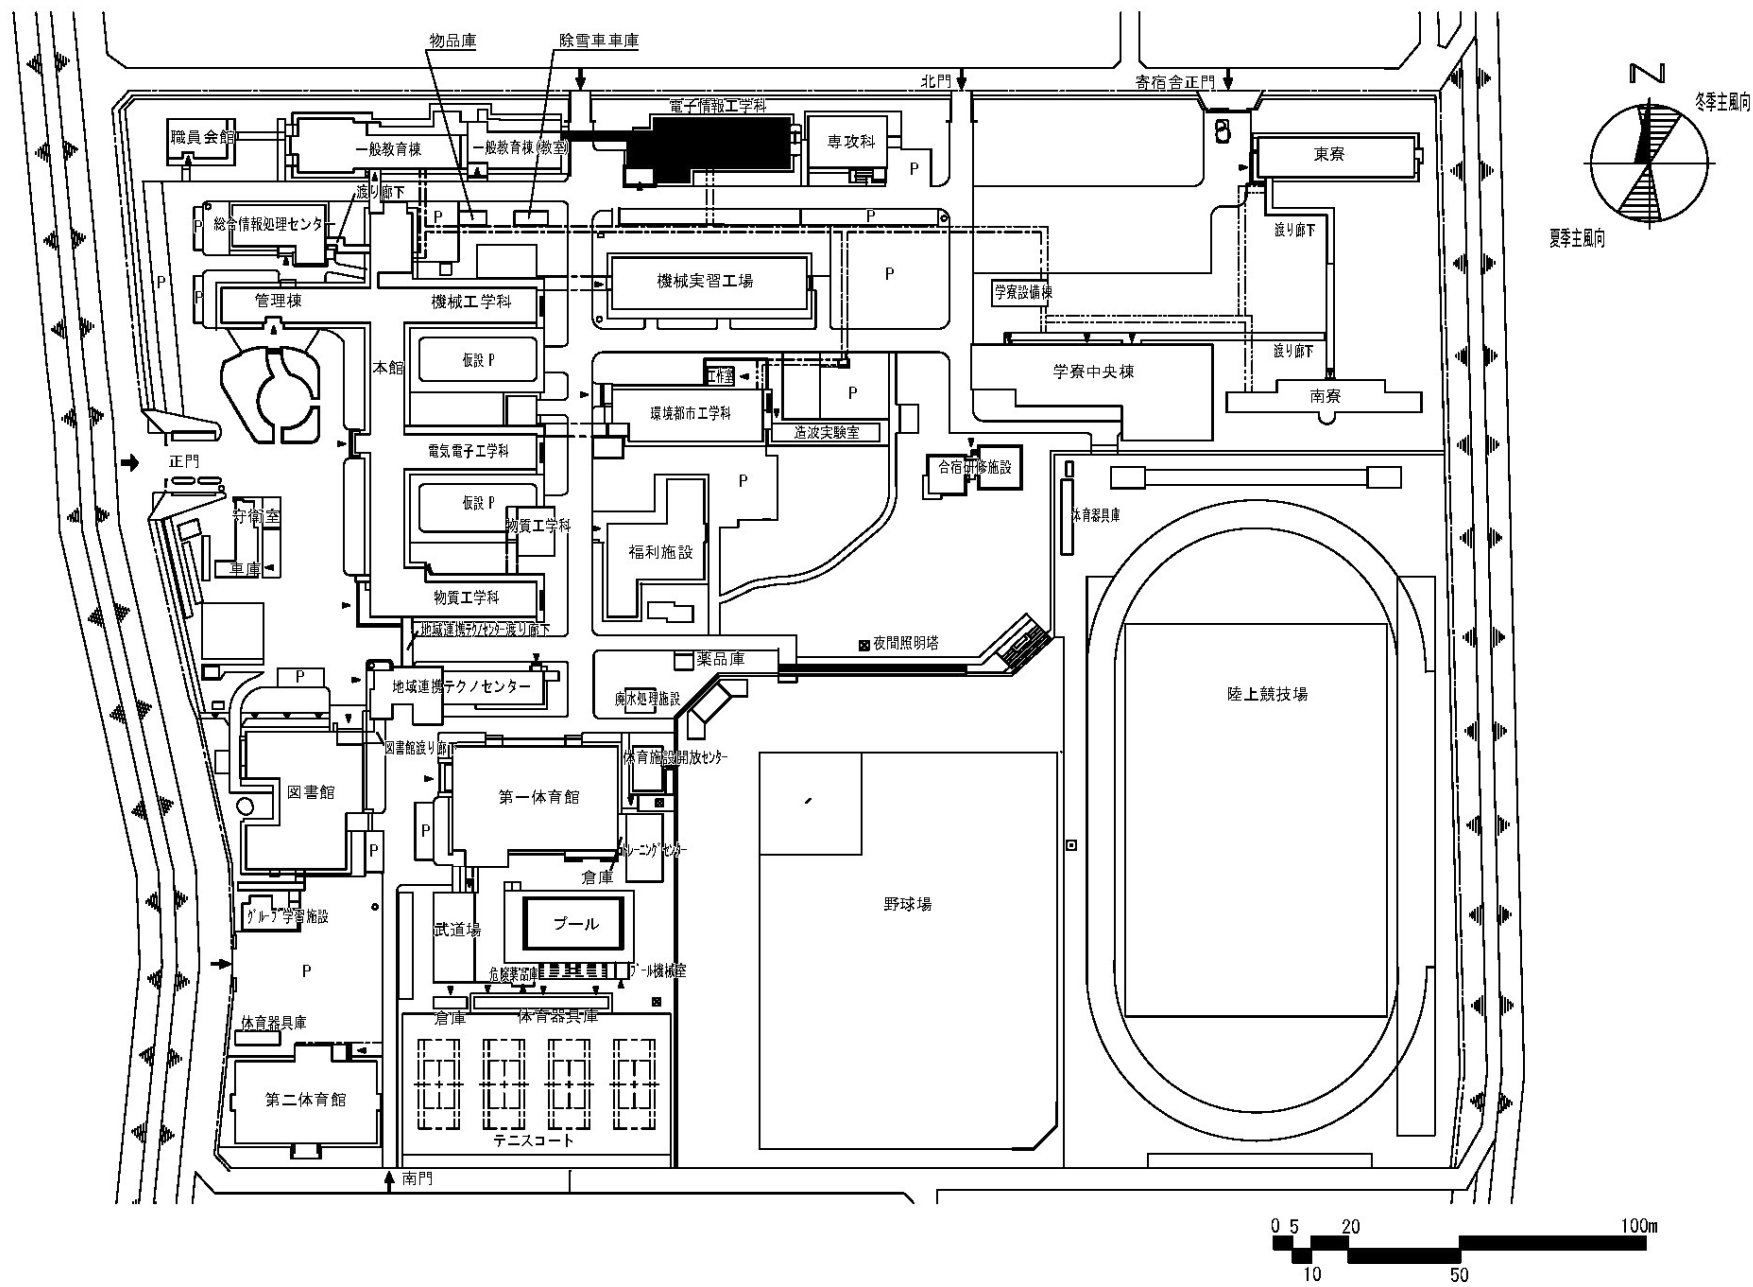 物品庫
除雪車車庫
北門
寄宿舎正門
N
冬季主風向
夏季主風向
電子情報工学科
職員会館
一般教育棟
一般教育棟(教室)
専攻科
P
東寮
渡り廊下
総合情報処理センター
P
P
P
渡り廊下
P
P
P
管理棟
機械工学科
機械実習工場
学寮設備棟
本館
仮設 P
工作室
P
学寮中央棟
渡り廊下
南寮
環境都市工学科
造波実験室
正門
電気電子工学科
P
合宿研修施設
守衛室
仮設 P
物質工学科
体育器具庫
福利施設
車庫
物質工学科
地域連携テクノセンター渡り廊下
夜間照明塔
薬品庫
P
地域連携テクノセンター
廃水処理施設
陸上競技場
図書館渡り廊下
体育施設開放センター
図書館
第一体育館
P
P
トレーニングセンター
倉庫
グループ学習施設
武道場
プール
野球場
P
危険薬品庫
プール機械室
体育器具庫
倉庫
体育器具庫
第二体育館
テニスコート
南門
0 5 20 100m
10 50